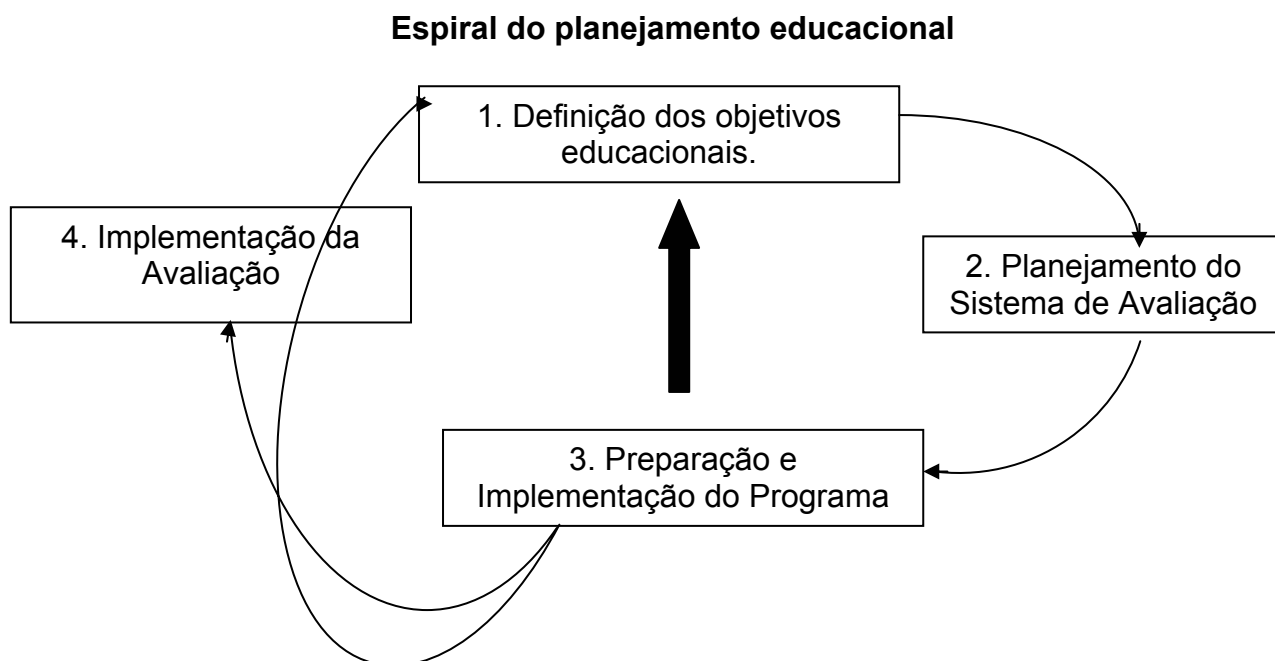 Espiral do planejamento educacional
1. Definição dos objetivos
educacionais.
4. Implementação da
Avaliação
2. Planejamento do
Sistema de Avaliação
3. Preparação e
Implementação do Programa